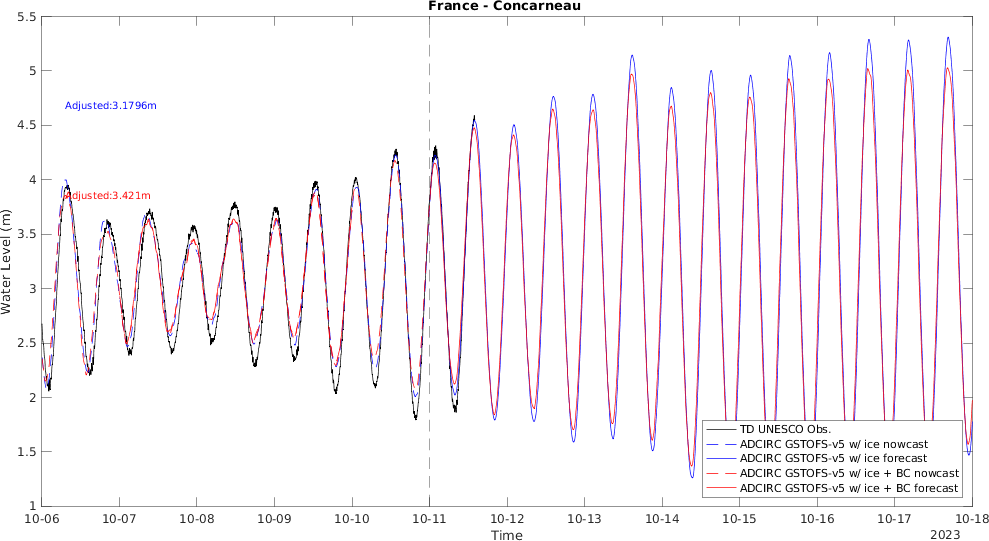 France - Concarneau
5.5
5
4.5
4
3.5
3
2.5
2
1.5
1
Water Level (m)
Adjusted:3.1796m
Adjusted:3.421m
TD UNESCO Obs.
ADCIRC GSTOFS-v5 w/ ice nowcast
ADCIRC GSTOFS-v5 w/ ice forecast
ADCIRC GSTOFS-v5 w/ ice + BC nowcast
ADCIRC GSTOFS-v5 w/ ice + BC forecast
10-06 10-07 10-08 10-09 10-10 10-11 10-12 10-13 10-14 10-15 10-16 10-17 10-18
Time
2023